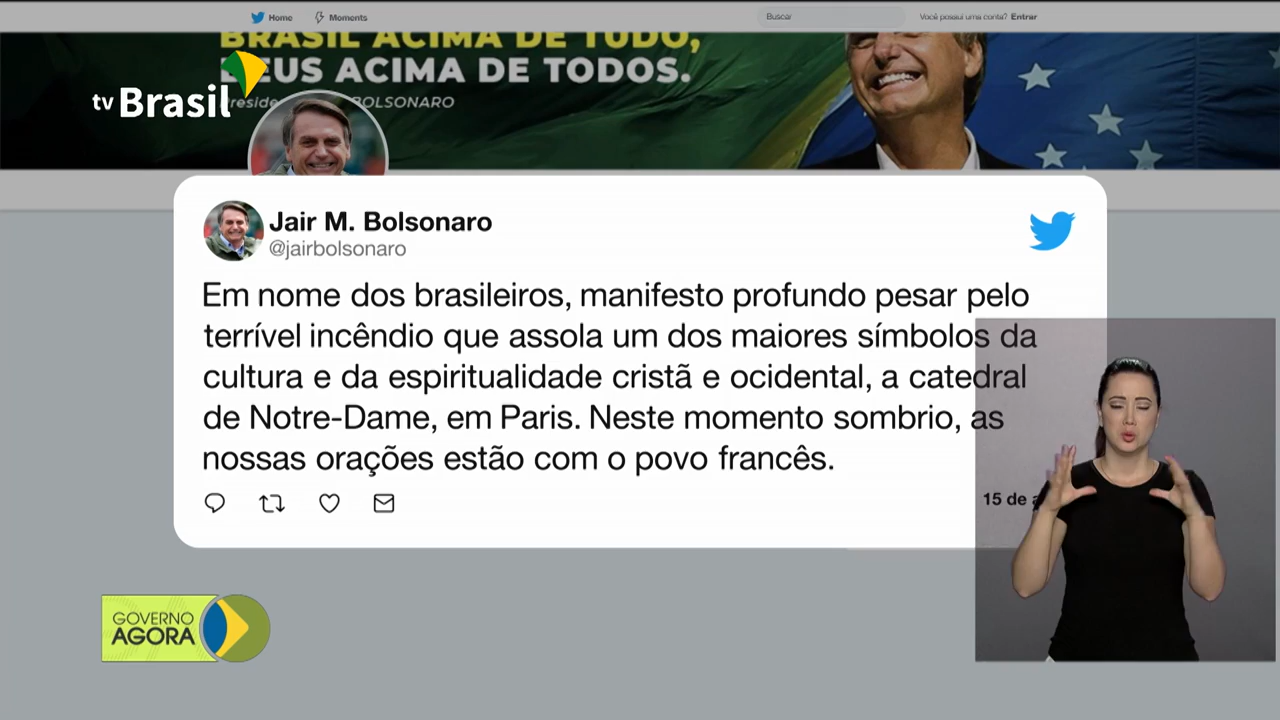 Home Moments Buscar Você possui uma conta? Entrar
BRASIL ACIMA DE TUDO,
DEUS ACIMA DE TODOS.
BOLSONARO
tv Brasil
Jair M. Bolsonaro
@jairbolsonaro
Em nome dos brasileiros, manifesto profundo pesar pelo
terrível incêndio que assola um dos maiores símbolos da
cultura e da espiritualidade cristã e ocidental, a catedral
de Notre-Dame, em Paris. Neste momento sombrio, as
nossas orações estão com o povo francês.
15 de
GOVERNO
AGORA